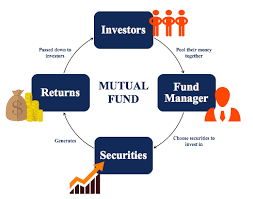 Investors
Passed down to
investors
Pool their money
together
Returns
MUTUAL
FUND
Fund
Manager
Generates
Choose securities to
invest in
Securities